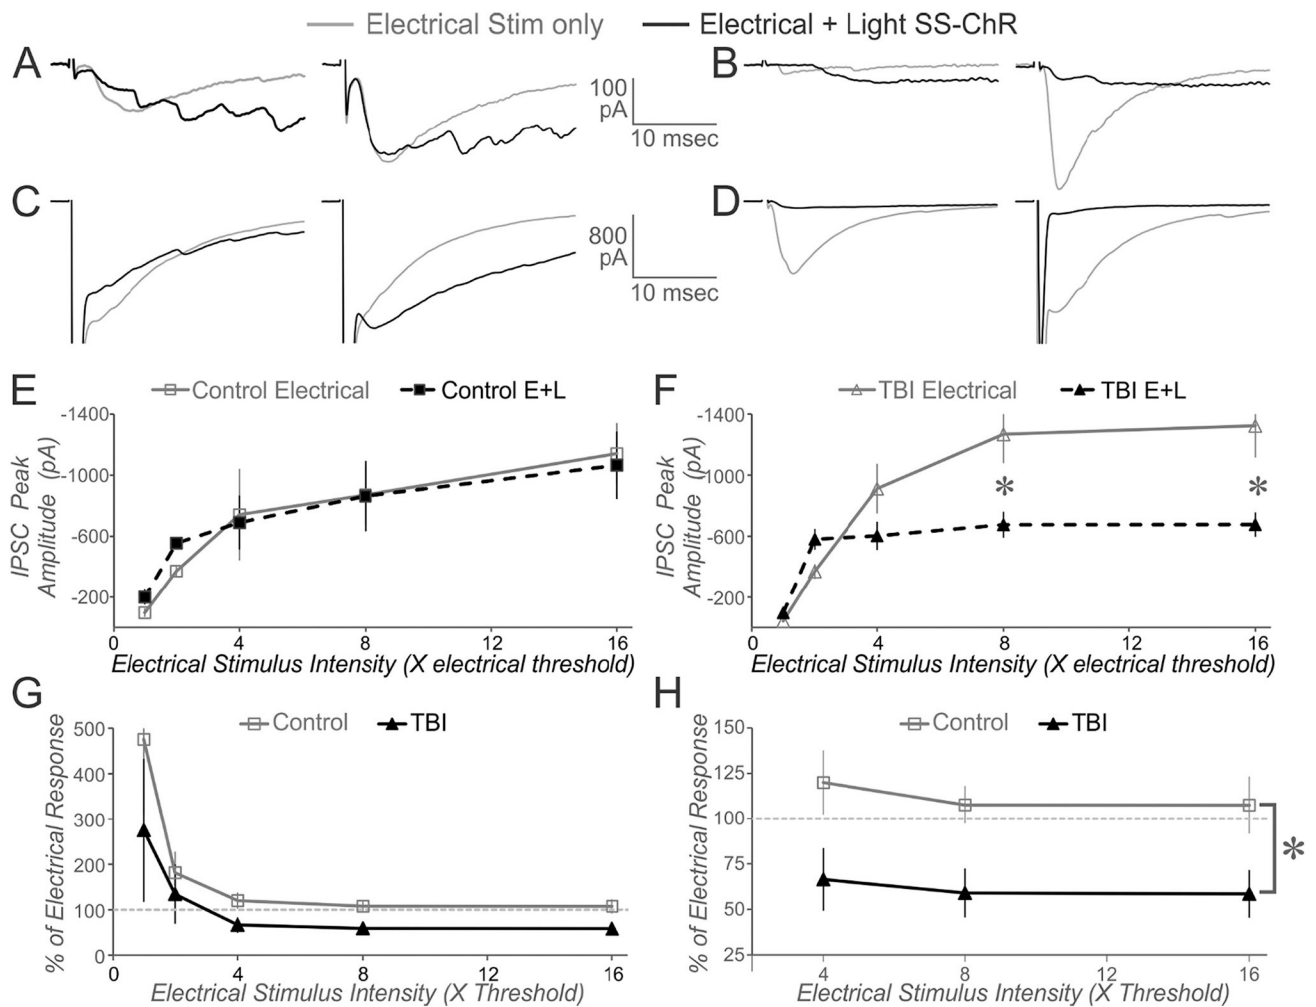 Electrical Stim only Electrical + Light SS-ChR
A
100
pA
10 msec
B
C
800
pA
10 msec
D
E
Control Electrical Control E+L
IPSC Peak
Amplitude (pA)
-1400
-1000
-600
-200
0 4 8 12 16
Electrical Stimulus Intensity (X electrical threshold)
F
TBI Electrical TBI E+L
IPSC Peak
Amplitude (pA)
-1400
-1000
-600
-200
* *
0 4 8 12 16
Electrical Stimulus Intensity (X electrical threshold)
G
Control TBI
% of Electrical Response
500
400
300
200
100
0
0 4 8 12 16
Electrical Stimulus Intensity (X Threshold)
H
Control TBI
% of Electrical Response
150
125
100
75
50
25
*
4 8 12 16
Electrical Stimulus Intensity (X Threshold)